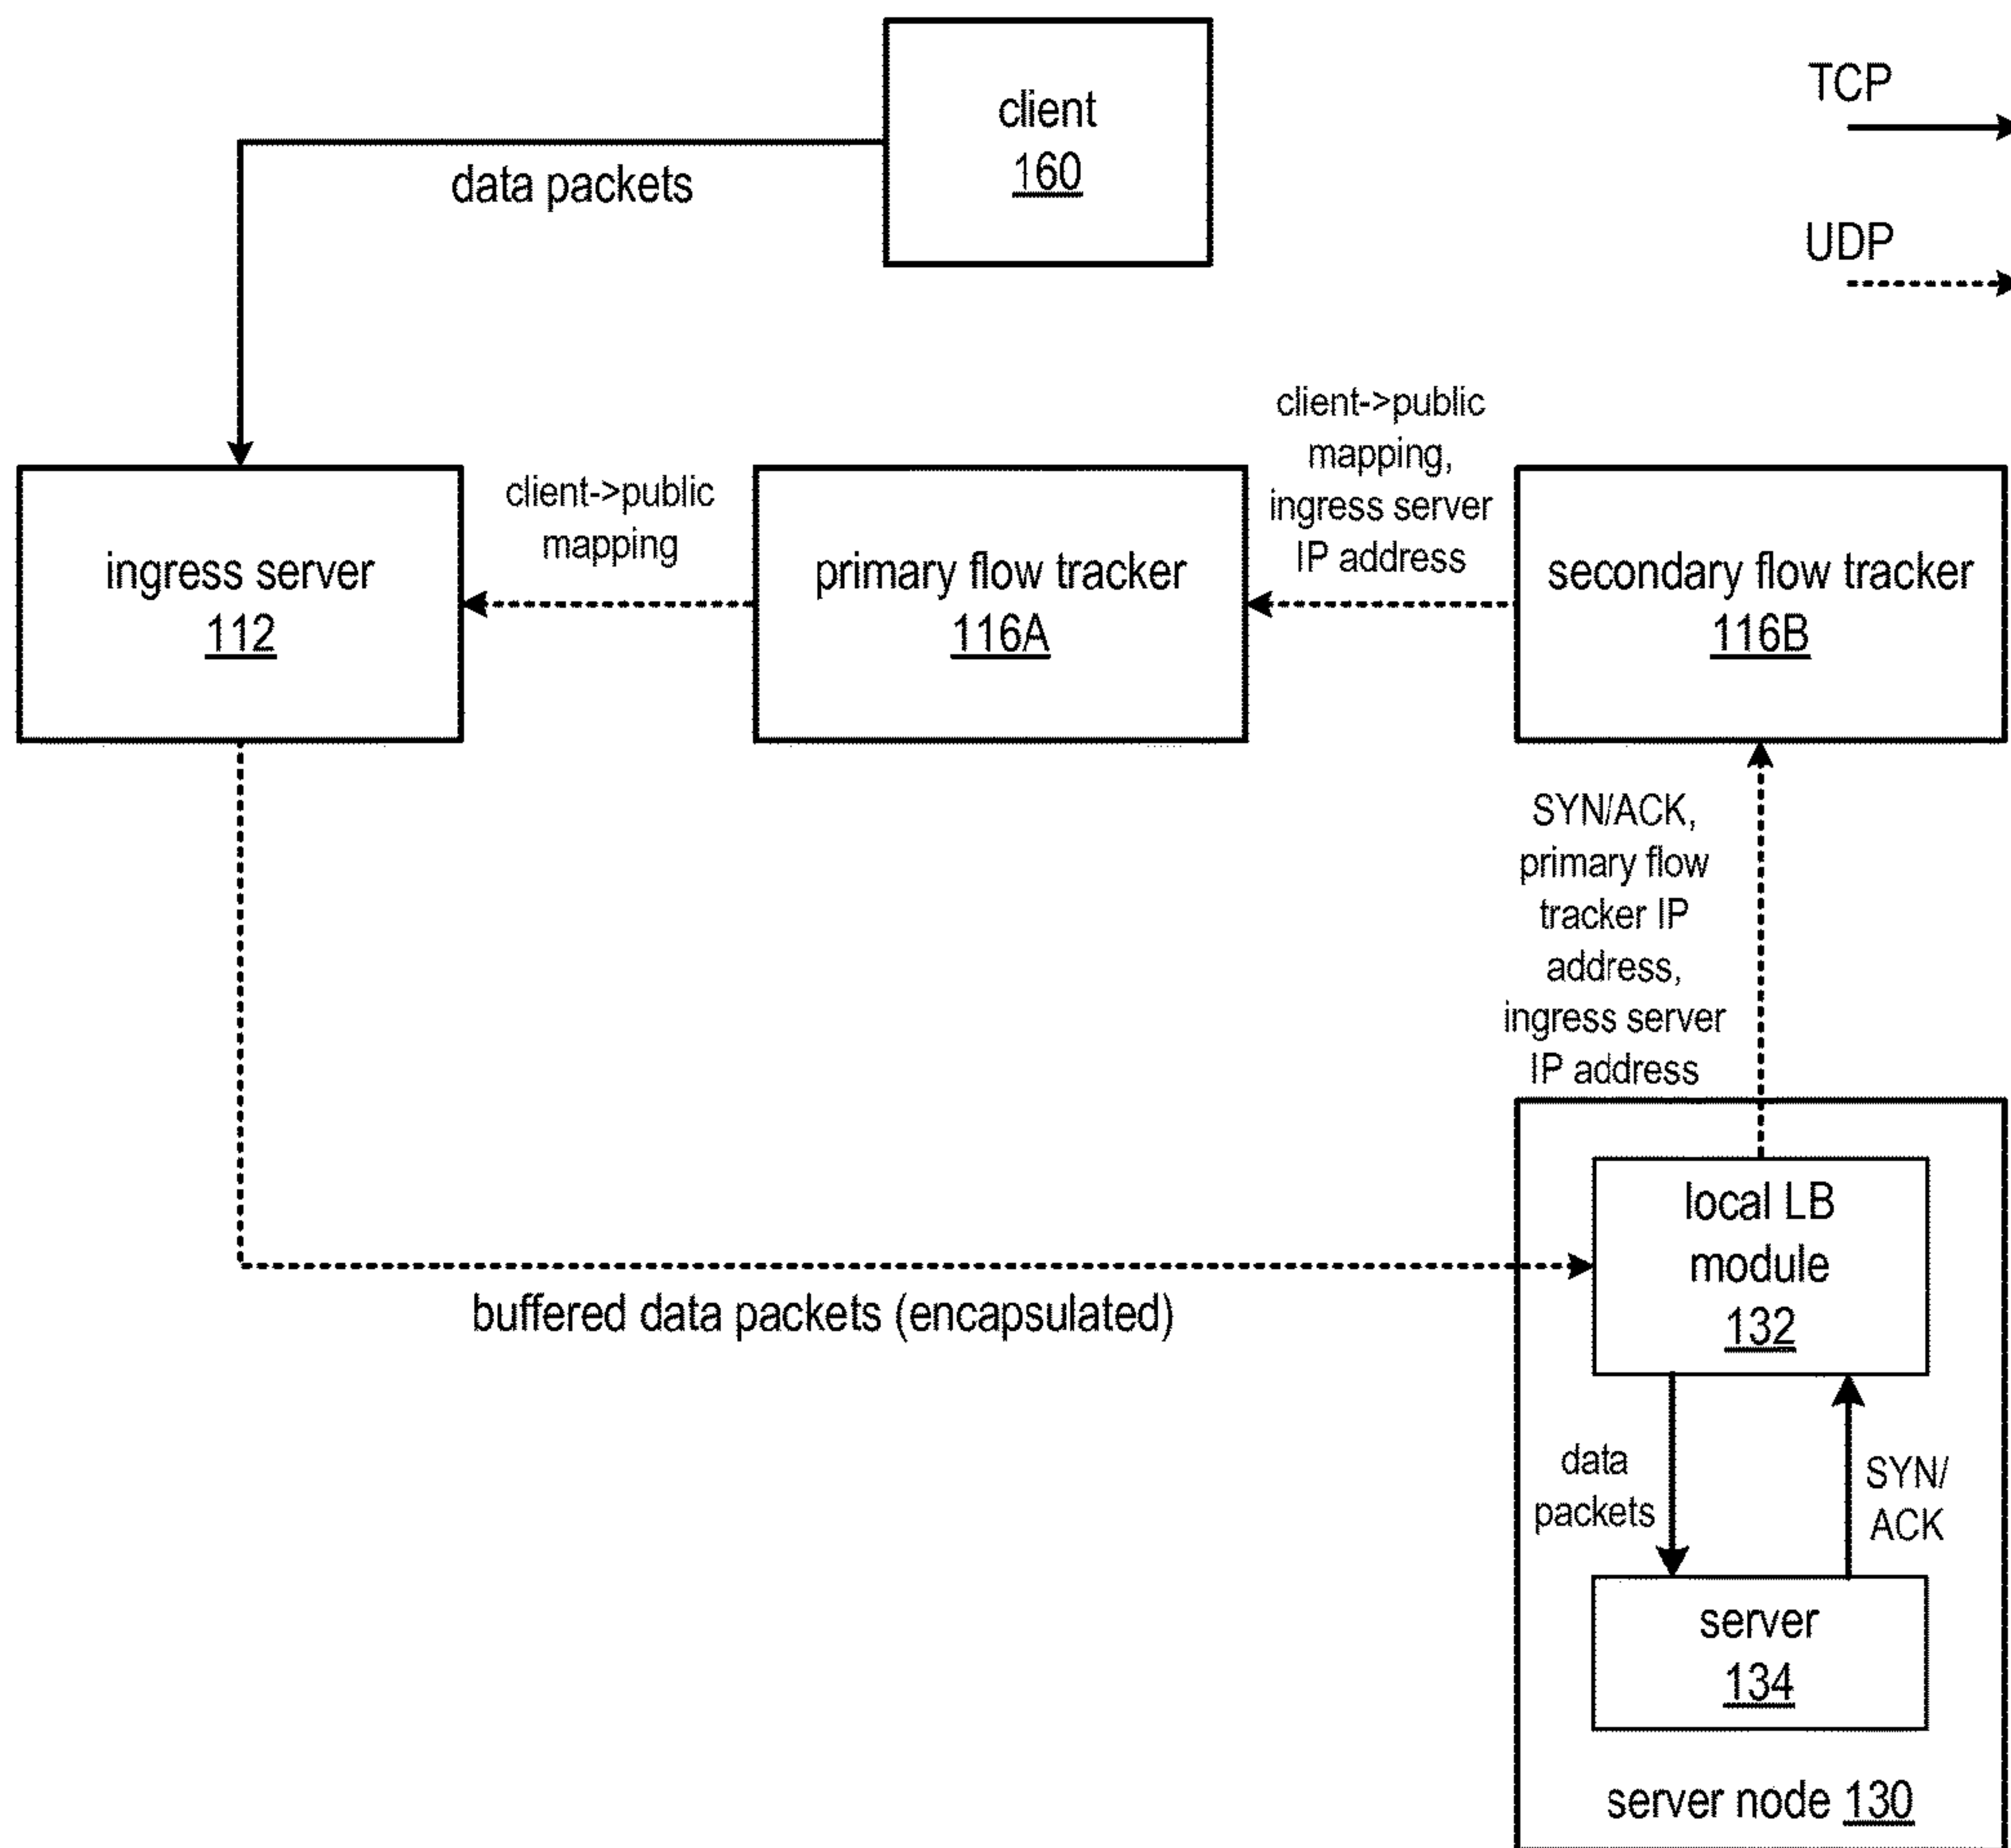 client
160
TCP
UDP
data packets
client->public
mapping,
ingress server
IP address
client->public
mapping
ingress server
112
primary flow tracker
116A
secondary flow tracker
116B
SYN/ACK,
primary flow
tracker IP
address,
ingress server
IP address
local LB
module
132
buffered data packets (encapsulated)
data
packets
SYN/
ACK
server
134
server node 130